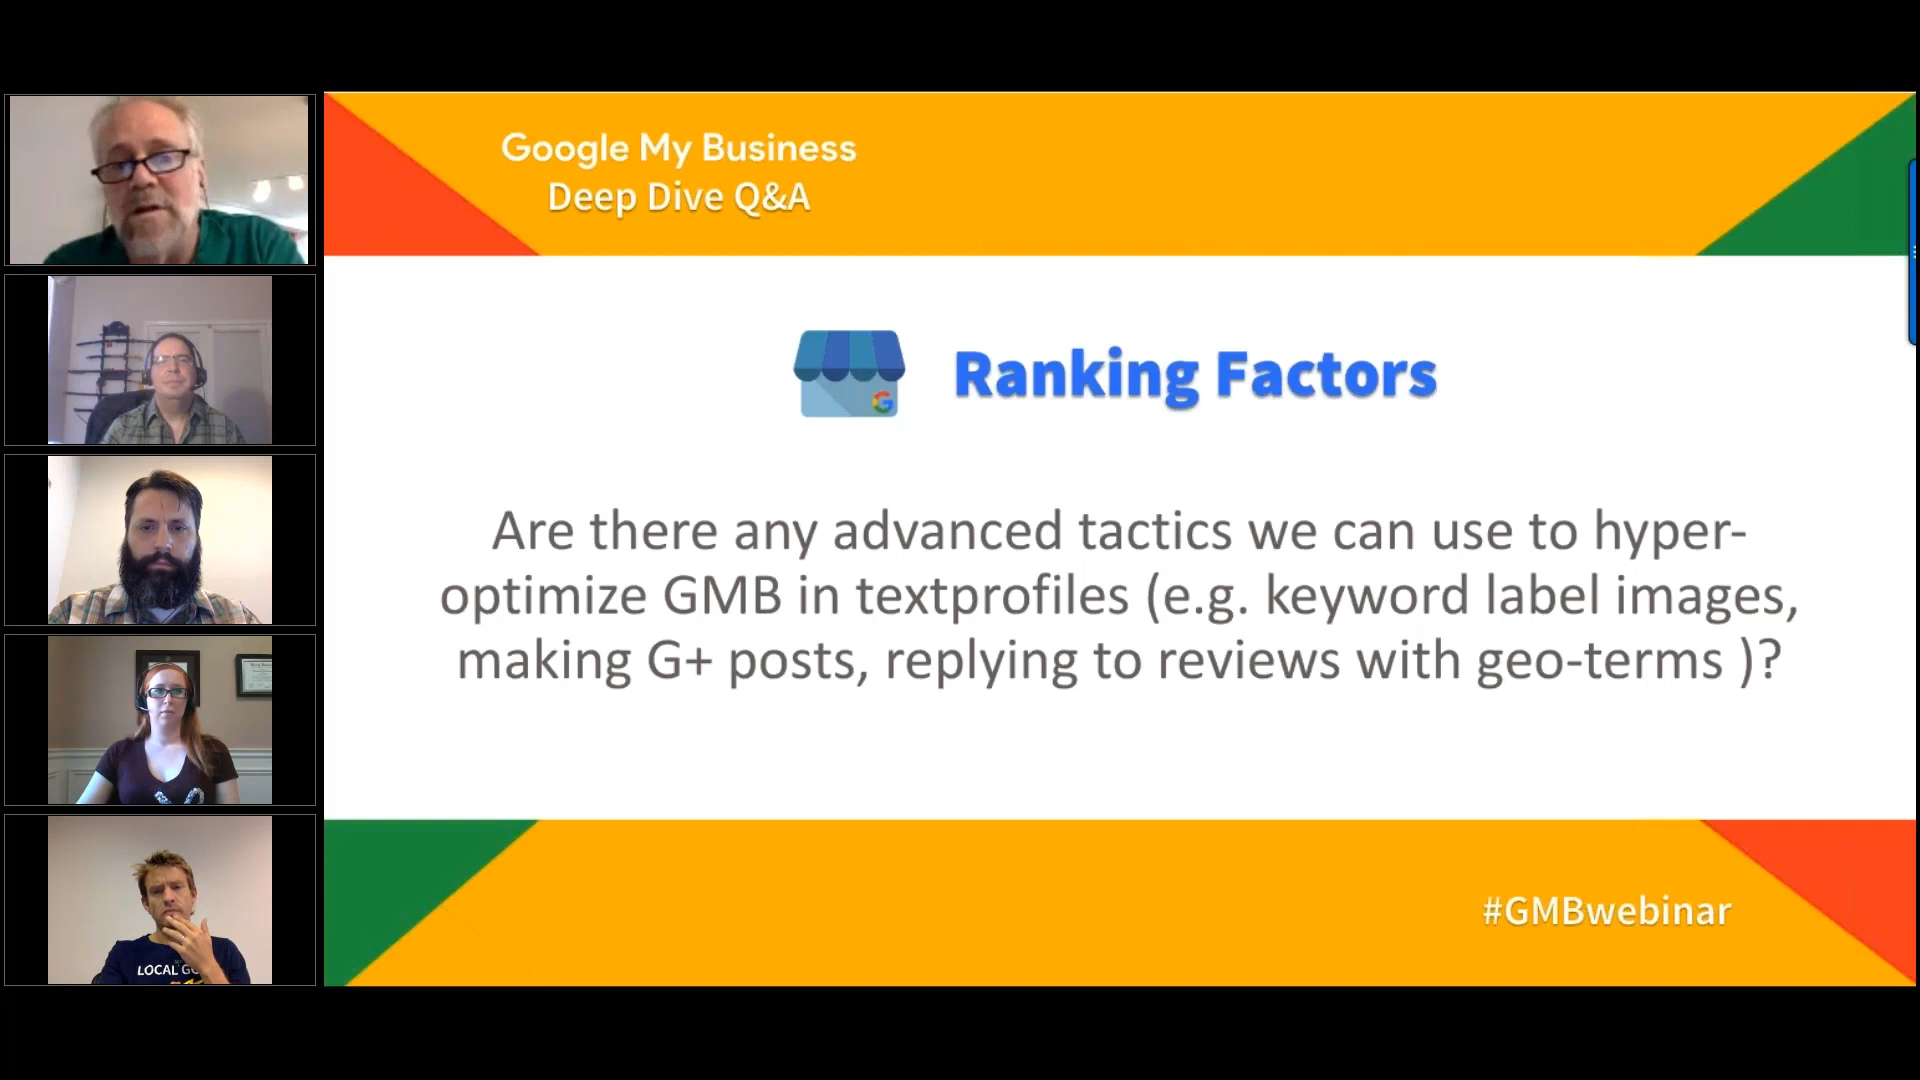 Google My Business
Deep Dive Q&A
G
Ranking Factors
Are there any advanced tactics we can use to hyper-
optimize GMB in textprofiles (e.g. keyword label images,
making G+ posts, replying to reviews with geo-terms )?
LOCAL
#GMBwebinar